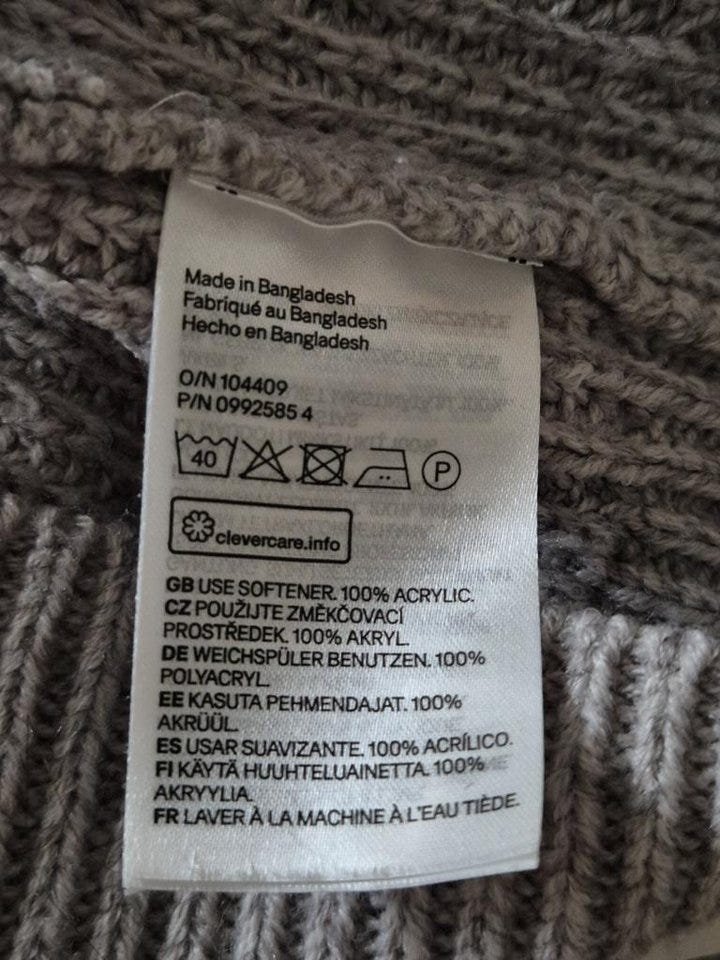 Made in Bangladesh
Fabriqué au Bangladesh
Hecho en Bangladesh
O/N 104409
P/N 0992585 4
40
P
clevercare.info
GB USE SOFTENER. 100% ACRYLIC.
CZ POUŽIJTE ZMĚKČOVACÍ
PROSTŘEDEK. 100% AKRYL.
DE WEICHSPÜLER BENUTZEN. 100%
POLYACRYL.
EE KASUTA PEHMENDAJAT. 100%
AKRÜÜL.
ES USAR SUAVIZANTE. 100% ACRÍLICO.
FI KÄYTÄ HUUHTELUAINETTA. 100%
AKRYYLIA.
FR LAVER À LA MACHINE À L'EAU TIÈDE.